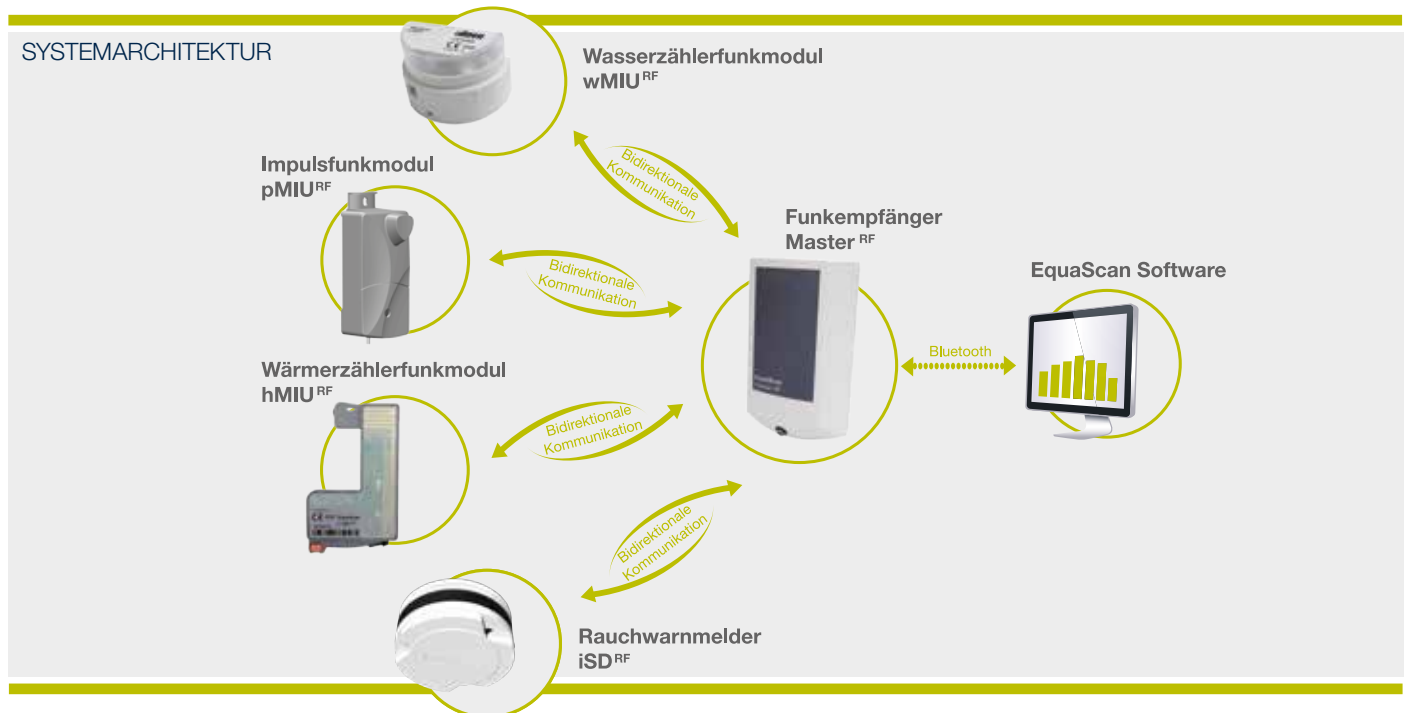 SYSTEMARCHITEKTUR
Wasserzählerfunkmodul
wMIU RF
Bidirektionale
Kommunikation
Impulsfunkmodul
pMIU RF
Bidirektionale
Kommunikation
Funkempfänger
Master RF
EquaScan Software
Bluetooth
Wärmerzählerfunkmodul
hMIU RF
Bidirektionale
Kommunikation
Bidirektionale
Kommunikation
Rauchwarnmelder
iSD RF